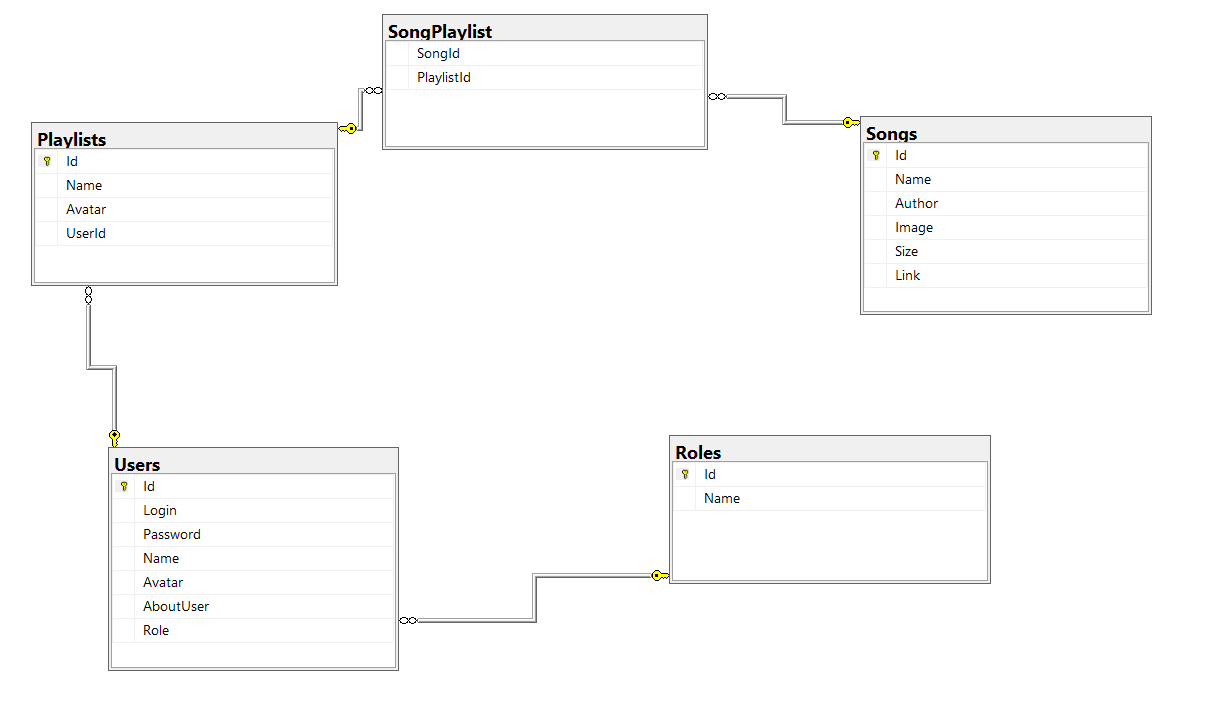 SongPlaylist
SongId
PlaylistId
Playlists
Id
Name
Avatar
UserId
Songs
Id
Name
Author
Image
Size
Link
Users
Id
Login
Password
Name
Avatar
AboutUser
Role
Roles
Id
Name